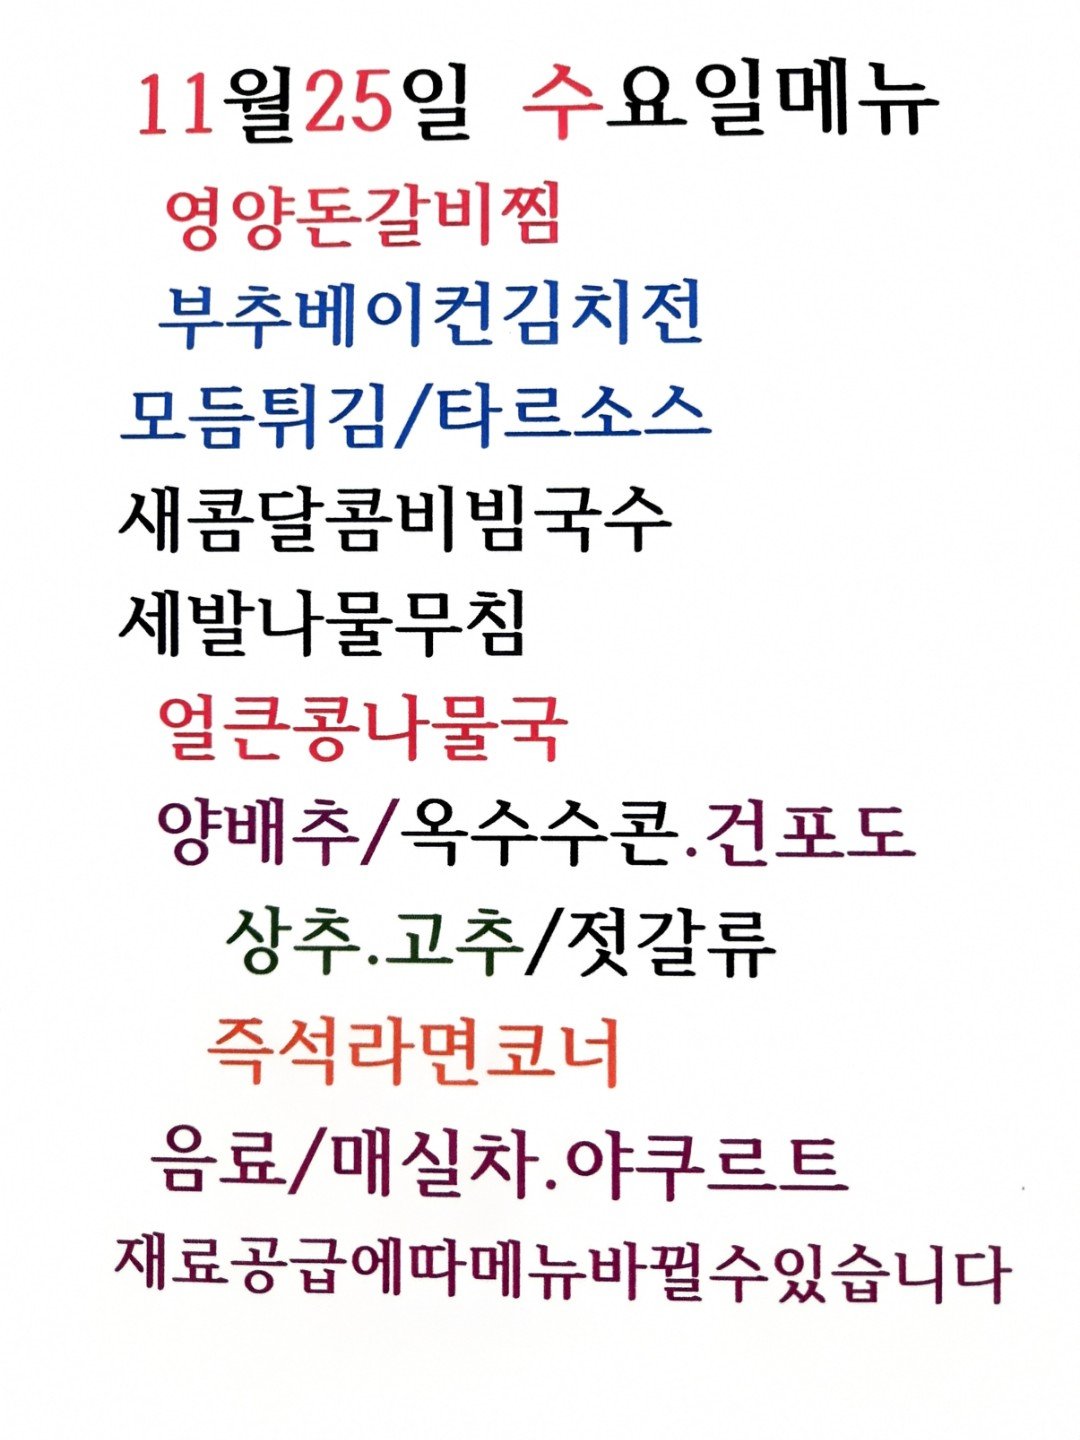 11월25일 수요일메뉴
영양돈갈비찜
부추베이컨김치전
모듬튀김/타르소스
새콤달콤비빔국수
세발나물무침
얼큰콩나물국
양배추/옥수수콘.건포도
상추.고추/젓갈류
즉석라면코너
음료/매실차.야쿠르트
재료공급에따메뉴바뀔수있습니다